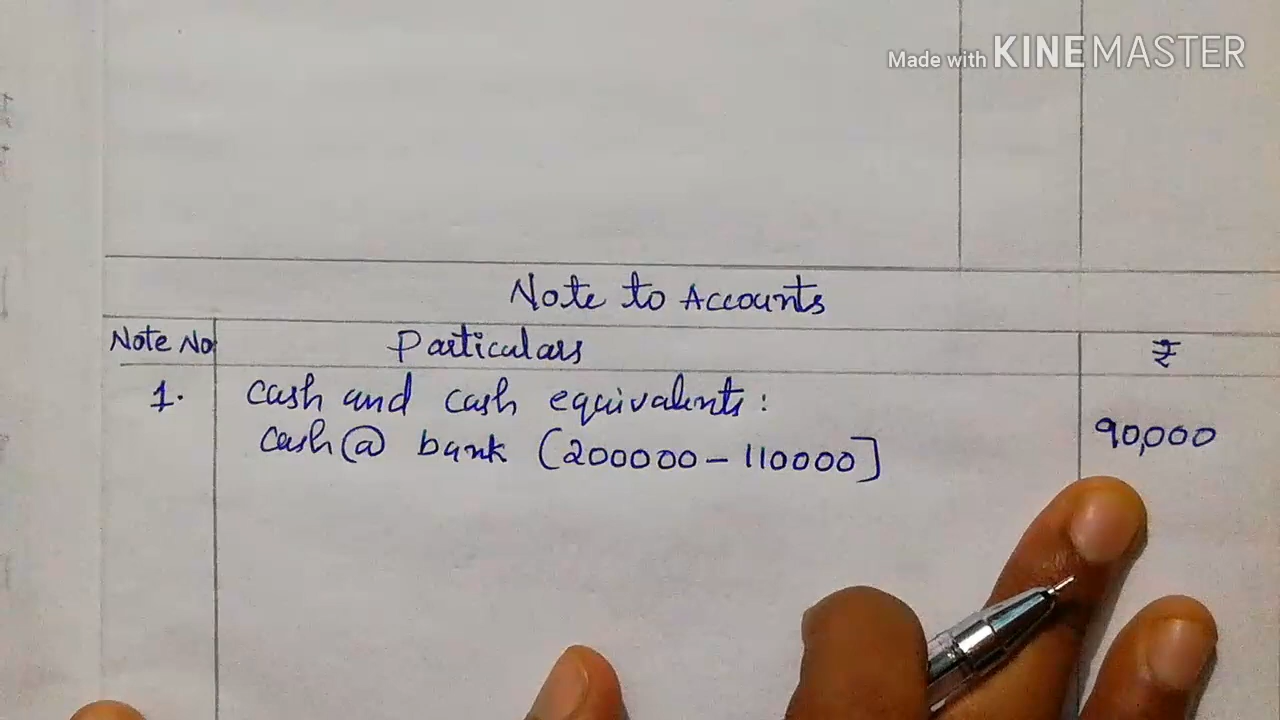 Made with KINEMASTER
Note to Accounts
Note No Particulars ₹
1. Cash and cash equivalents:
Cash @ bank (200000 - 110000] 90,000